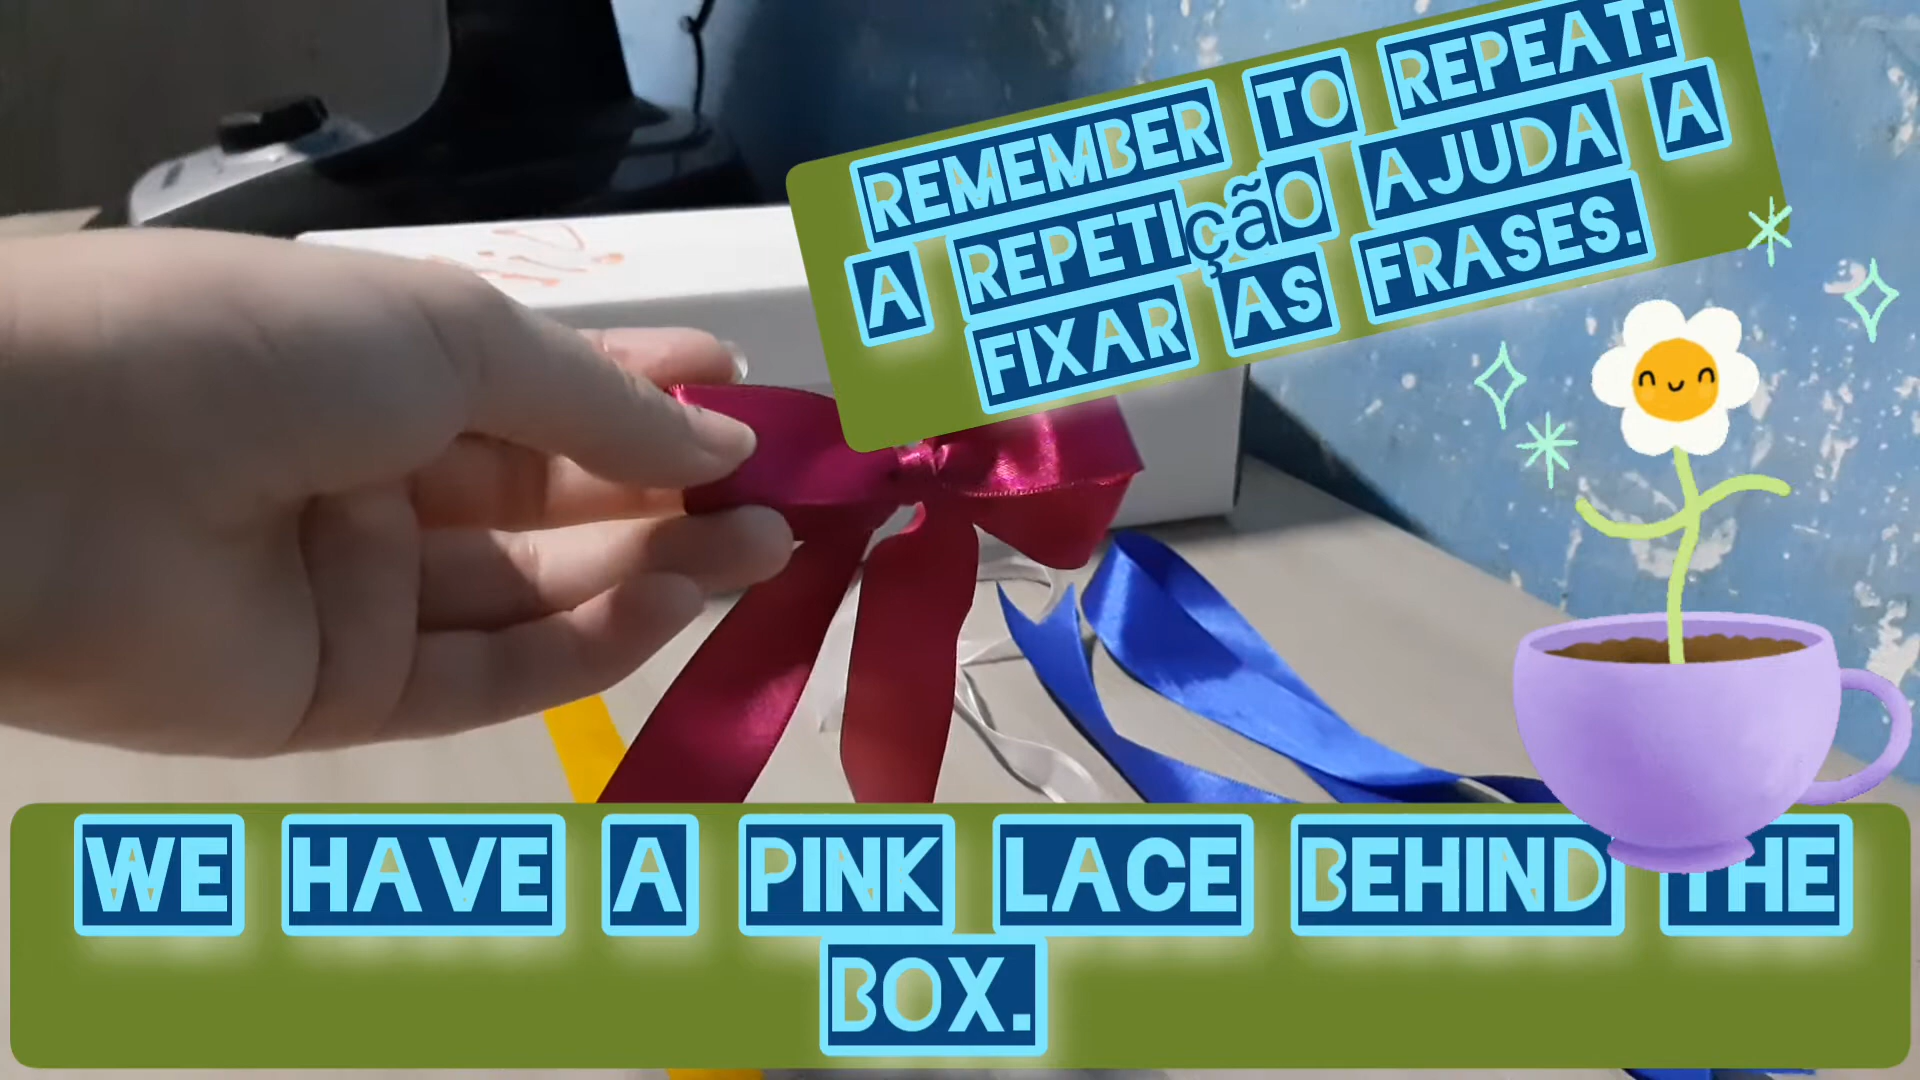 REMEMBER TO REPEAT:
A REPETIçãO AJUDA A
FIXAR AS FRASES.
WE HAVE A PINK LACE BEHIND THE
BOX.